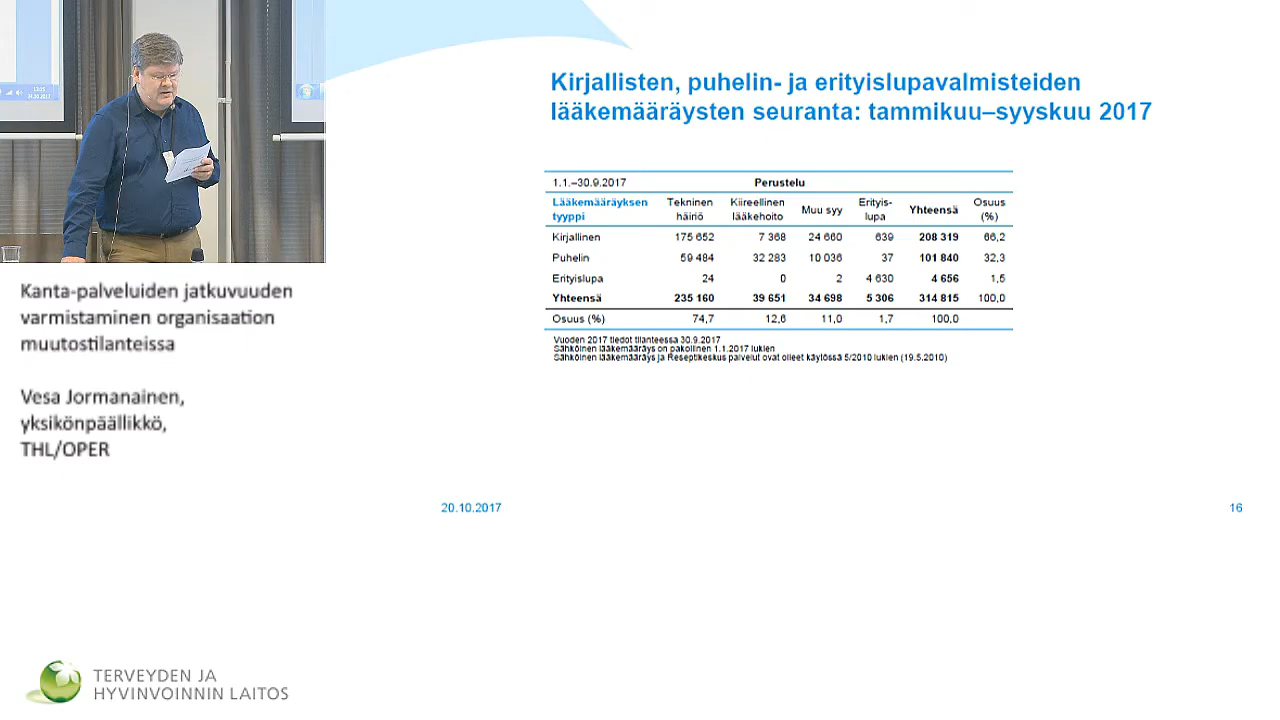 Kirjallisten, puhelin- ja erityislupavalmisteiden
lääkemääräysten seuranta: tammikuu–syyskuu 2017
1.1.–30.9.2017 Perustelu
Lääkemääräyksen tyyppi Tekninen häiriö Kiireellinen lääkehoito Muu syy Erityis-lupa Yhteensä Osuus (%)
Kirjallinen 175 652 7 368 24 660 639 208 319 66,2
Puhelin 59 484 32 283 10 036 37 101 840 32,3
Erityislupa 24 0 2 4 630 4 656 1,5
Yhteensä 235 160 39 651 34 698 5 306 314 815 100,0
Osuus (%) 74,7 12,6 11,0 1,7 100,0
Vuoden 2017 tiedot tilanteessa 30.9.2017
Sähköinen lääkemääräys on pakollinen 1.1.2017 lukien
Sähköinen lääkemääräys ja Reseptikeskus palvelut ovat olleet käytössä 5/2010 lukien (19.5.2010)
Kanta-palveluiden jatkuvuuden
varmistaminen organisaation
muutostilanteissa
Vesa Jormanainen,
yksikönpäällikkö,
THL/OPER
20.10.2017
16
TERVEYDEN JA
HYVINVOINNIN LAITOS